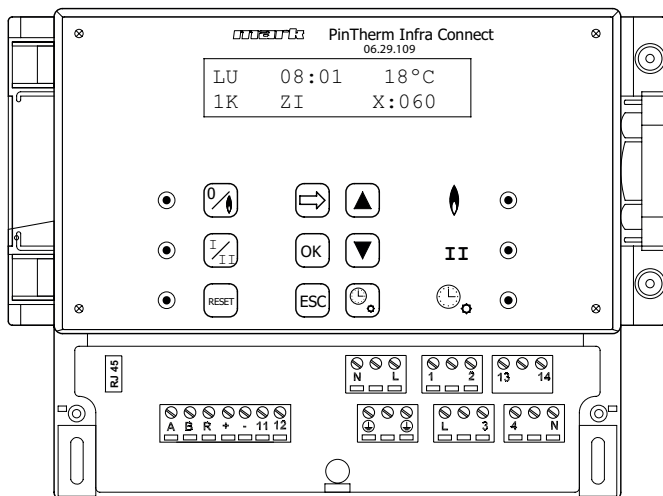 mark PinTherm Infra Connect
06.29.109
LU 08:01 18°C
1K ZI X:060
0
I/II OK II
RESET ESC
RJ 45
N L 1 2 13 14
A B R + - 11 12 L 3 4 N